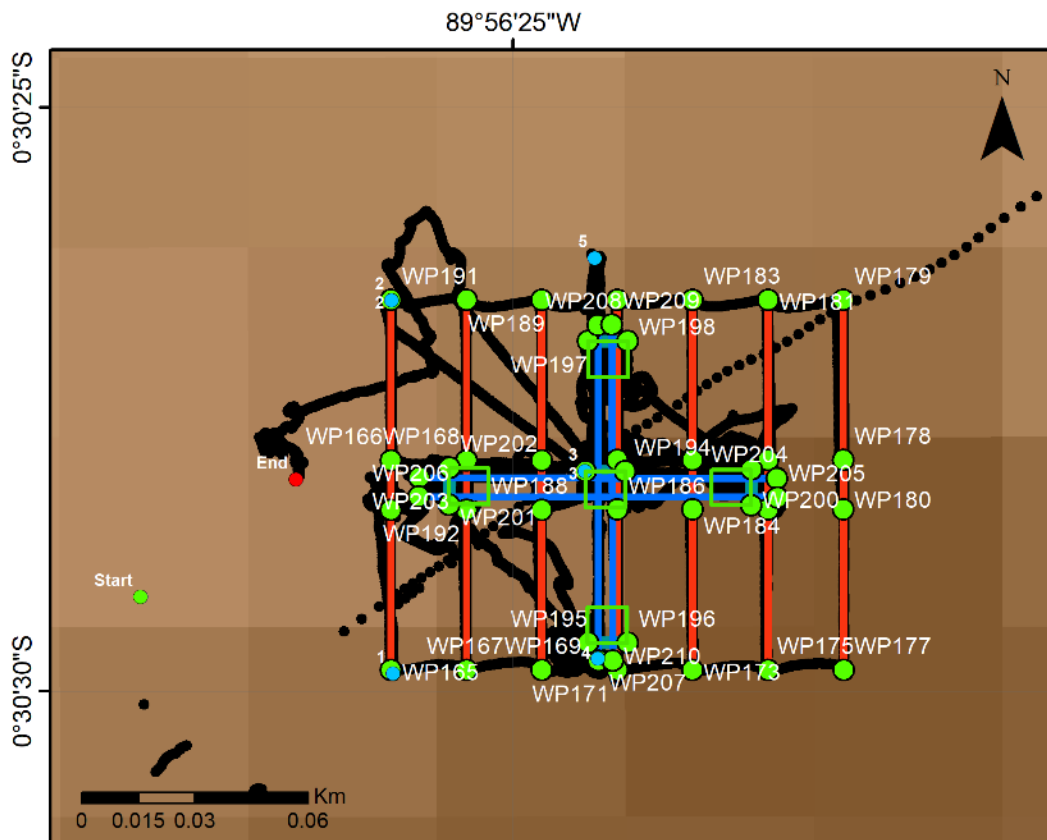 89°56'25"W
0°30'25"S
N
5
2
WP191
WP183
WP179
2
WP208
WP209
WP181
WP189
WP198
WP197
WP166
WP168
WP202
WP194
WP178
3
WP204
End
WP206
3
WP188
WP186
WP205
WP203
WP201
WP200
WP180
WP192
WP184
Start
WP195
WP196
WP167
WP169
4
WP175
WP177
1
WP165
WP210
WP173
WP171
WP207
0°30'30"S
Km
0 0.015 0.03 0.06